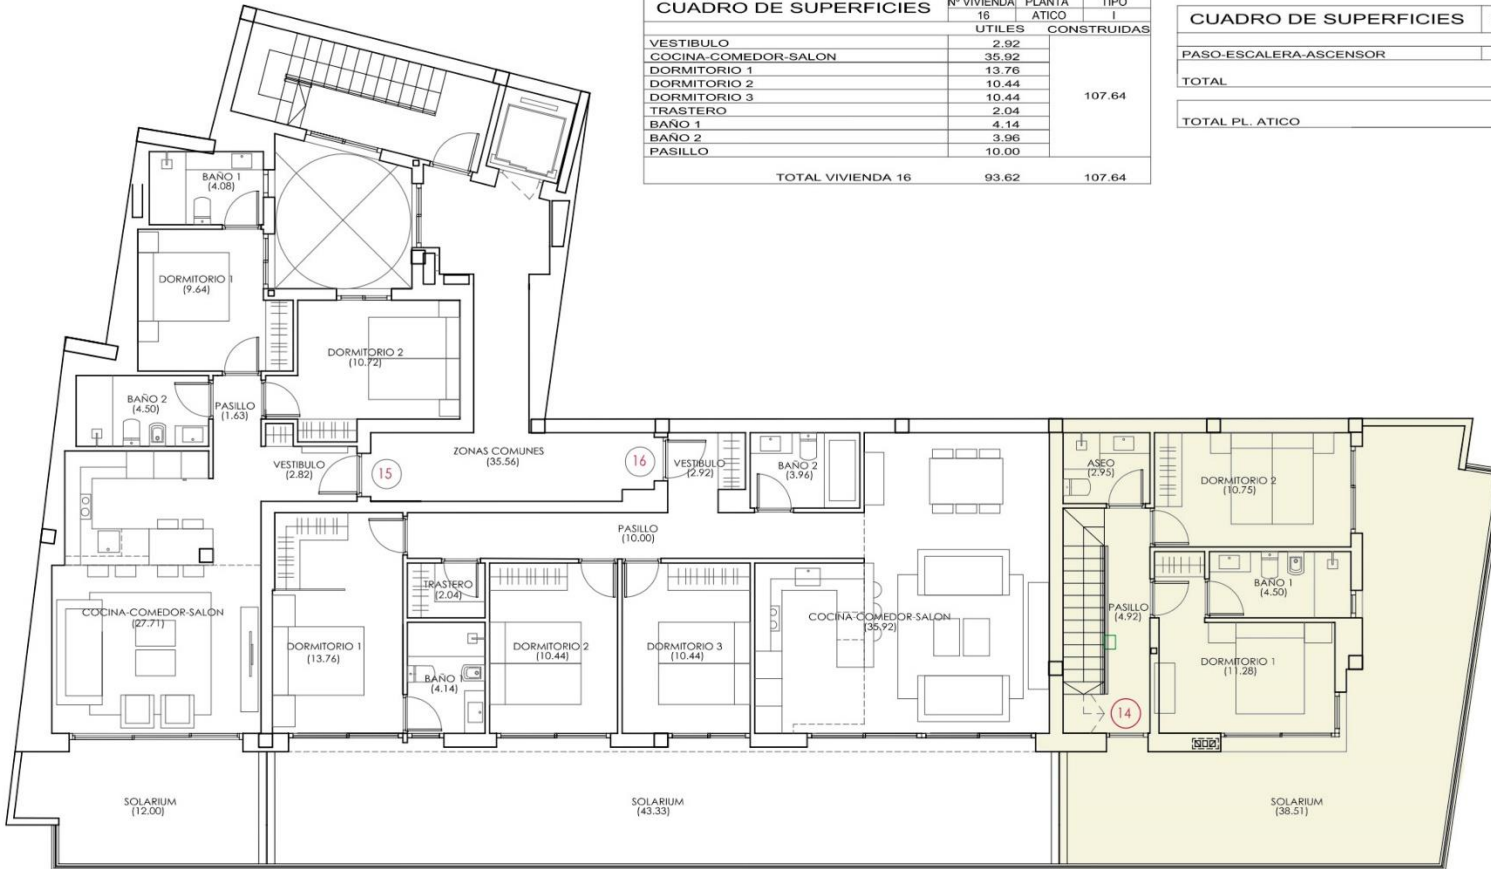 CUADRO DE SUPERFICIES
Nº VIVIENDA PLANTA TIPO
16 ATICO I
UTILES CONSTRUIDAS
VESTIBULO 2.92
COCINA-COMEDOR-SALON 35.92
DORMITORIO 1 13.76
DORMITORIO 2 10.44
DORMITORIO 3 10.44
107.64
TRASTERO 2.04
BAÑO 1 4.14
BAÑO 2 3.96
PASILLO 10.00
TOTAL VIVIENDA 16 93.62 107.64
CUADRO DE SUPERFICIES
PASO-ESCALERA-ASCENSOR
TOTAL
TOTAL PL. ATICO
BAÑO 1
(4.08)
DORMITORIO 1
(9.64)
DORMITORIO 2
(10.72)
BAÑO 2
(4.50)
PASILLO
(1.63)
VESTIBULO
(2.82)
15
ZONAS COMUNES
(35.56)
16
VESTIBULO
(2.92)
BAÑO 2
(3.96)
ASEO
(2.95)
DORMITORIO 2
(10.75)
PASILLO
(10.00)
TRASTERO
(2.04)
BAÑO 1
(4.50)
COCINA-COMEDOR-SALON
(27.71)
DORMITORIO 1
(13.76)
BAÑO 1
(4.14)
DORMITORIO 2
(10.44)
DORMITORIO 3
(10.44)
COCINA-COMEDOR-SALON
(35.92)
PASILLO
(4.92)
DORMITORIO 1
(11.28)
14
SOLARIUM
(12.00)
SOLARIUM
(43.33)
SOLARIUM
(38.51)